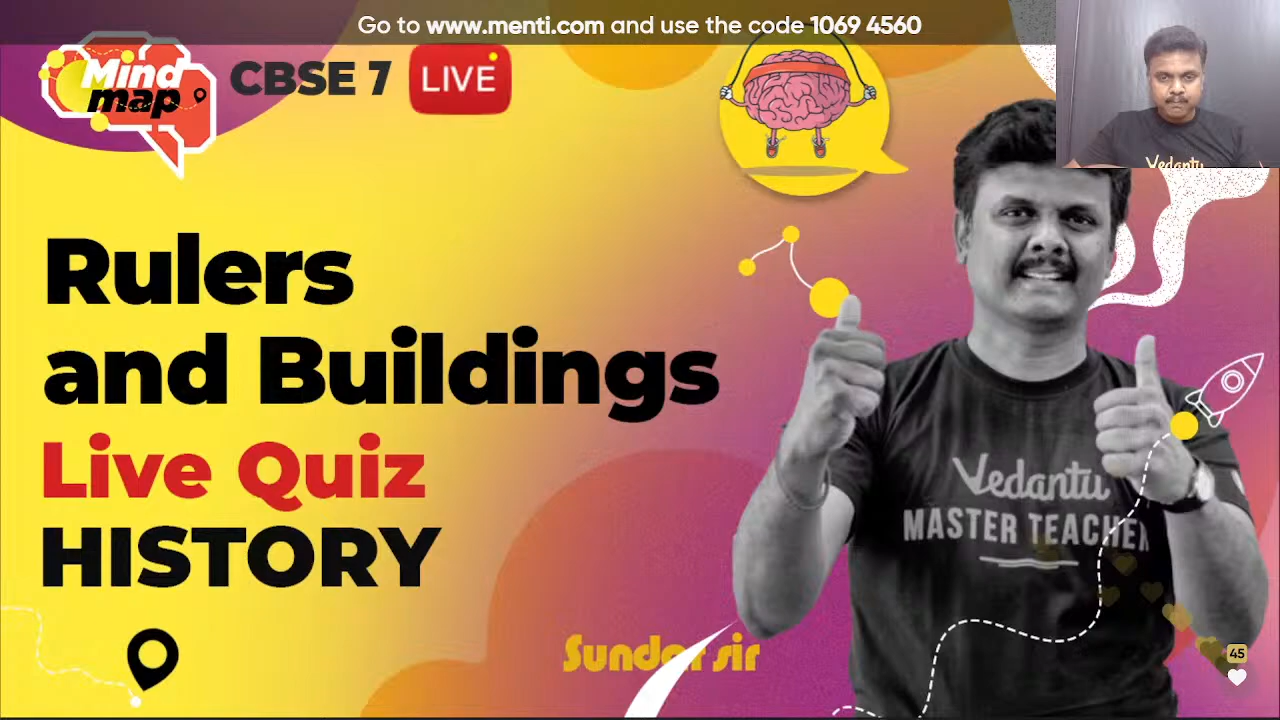 Go to www.menti.com and use the code 1069 4560
Mind
map
CBSE 7
LIVE
Vedantu
Rulers
and Buildings
Live Quiz
HISTORY
Vedantu
MASTER TEACHER
Sundar sir
45